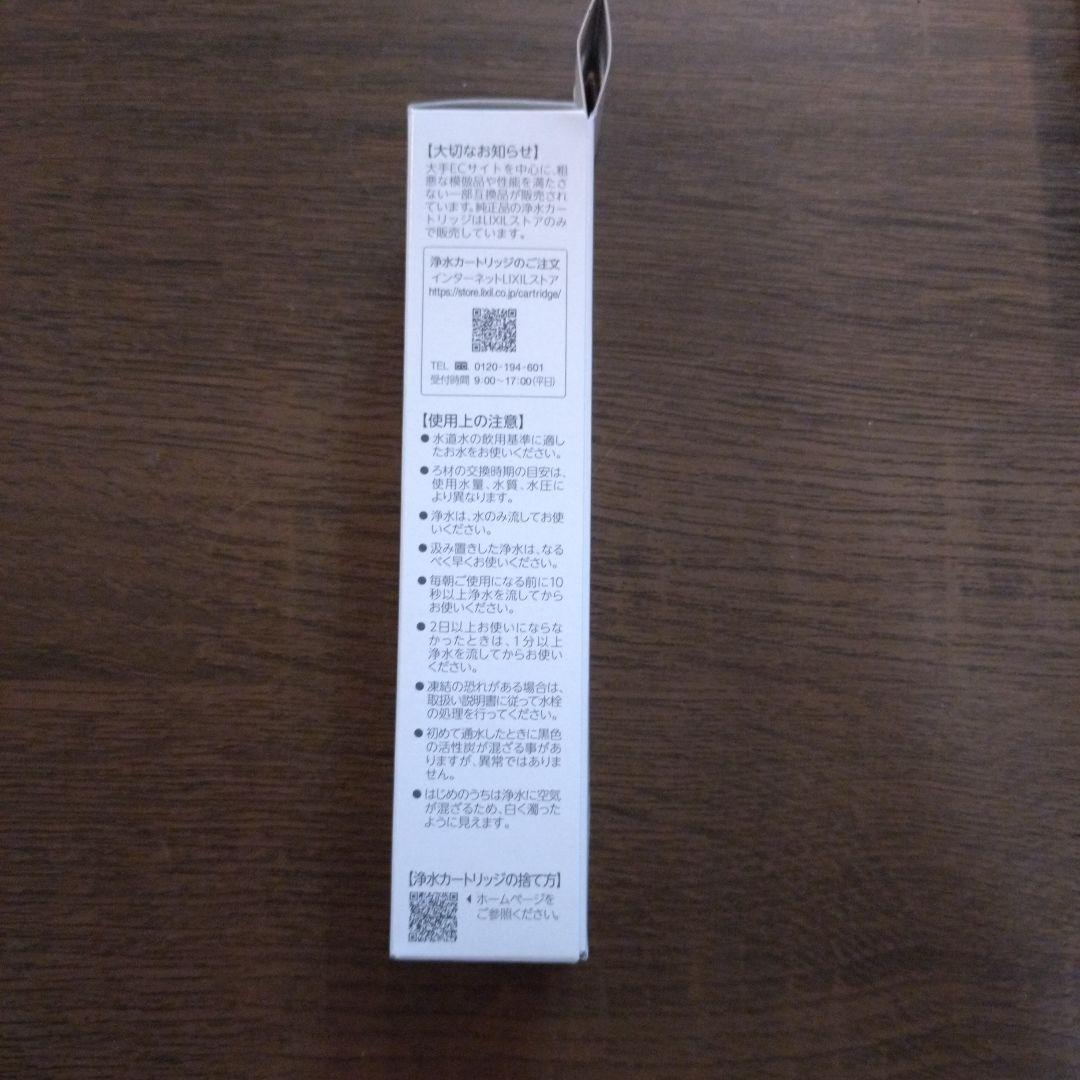 【大切なお知らせ】
大手ECサイトを中心に、粗
悪な模倣品や性能を満たさ
ない一部互換品が販売され
ています。純正品の浄水カー
トリッジはLIXILストアのみ
で販売しています。
浄水カートリッジのご注文
インターネットLIXILストア
https://store.lixil.co.jp/cartridge/
TEL 0120-194-601
受付時間 9:00～17:00(平日)
【使用上の注意】
●水道水の飲用基準に適し
たお水をお使いください。
●ろ材の交換時期の目安は、
使用水量、水質、水圧に
より異なります。
●浄水は、水のみ流してお使
いください。
●汲み置きした浄水は、なる
べく早くお使いください。
●毎朝ご使用になる前に10
秒以上浄水を流してから
お使いください。
●2日以上お使いにならな
かったときは、1分以上
浄水を流してからお使い
ください。
●凍結の恐れがある場合は、
取扱い説明書に従って水栓
の処理を行ってください。
●初めて通水したときに黒色
の活性炭が混ざる事があ
りますが、異常ではありま
せん。
●はじめのうちは浄水に空気
が混ざるため、白く濁った
ように見えます。
【浄水カートリッジの捨て方】
◀ ホームページを
ご参照ください。